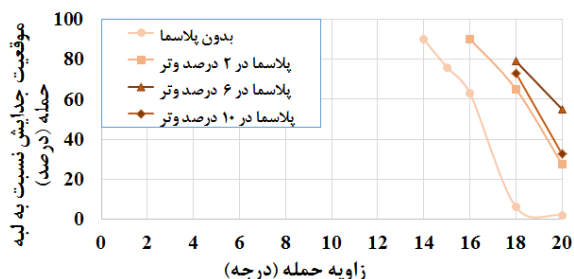 موقعیت جدایش نسبت به لبه
حمله (درصد)
100
80
60
40
20
0
بدون پلاسما
پلاسما در ۲ درصد وتر
پلاسما در ۶ درصد وتر
پلاسما در ۱۰ درصد وتر
0 2 4 6 8 10 12 14 16 18 20
زاویه حمله (درجه)